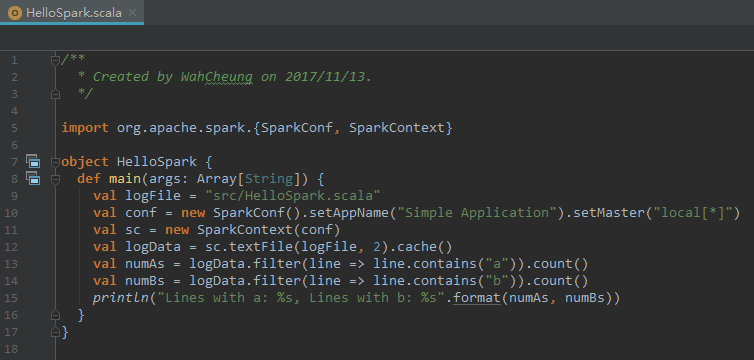 HelloSpark.scala
1 /**
2 * Created by WahCheung on 2017/11/13.
3 */
4
5 import org.apache.spark.{SparkConf, SparkContext}
6
7 object HelloSpark {
8 def main(args: Array[String]) {
9 val logFile = "src/HelloSpark.scala"
10 val conf = new SparkConf().setAppName("Simple Application").setMaster("local[*]")
11 val sc = new SparkContext(conf)
12 val logData = sc.textFile(logFile, 2).cache()
13 val numAs = logData.filter(line => line.contains("a")).count()
14 val numBs = logData.filter(line => line.contains("b")).count()
15 println("Lines with a: %s, Lines with b: %s".format(numAs, numBs))
16 }
17 }
18